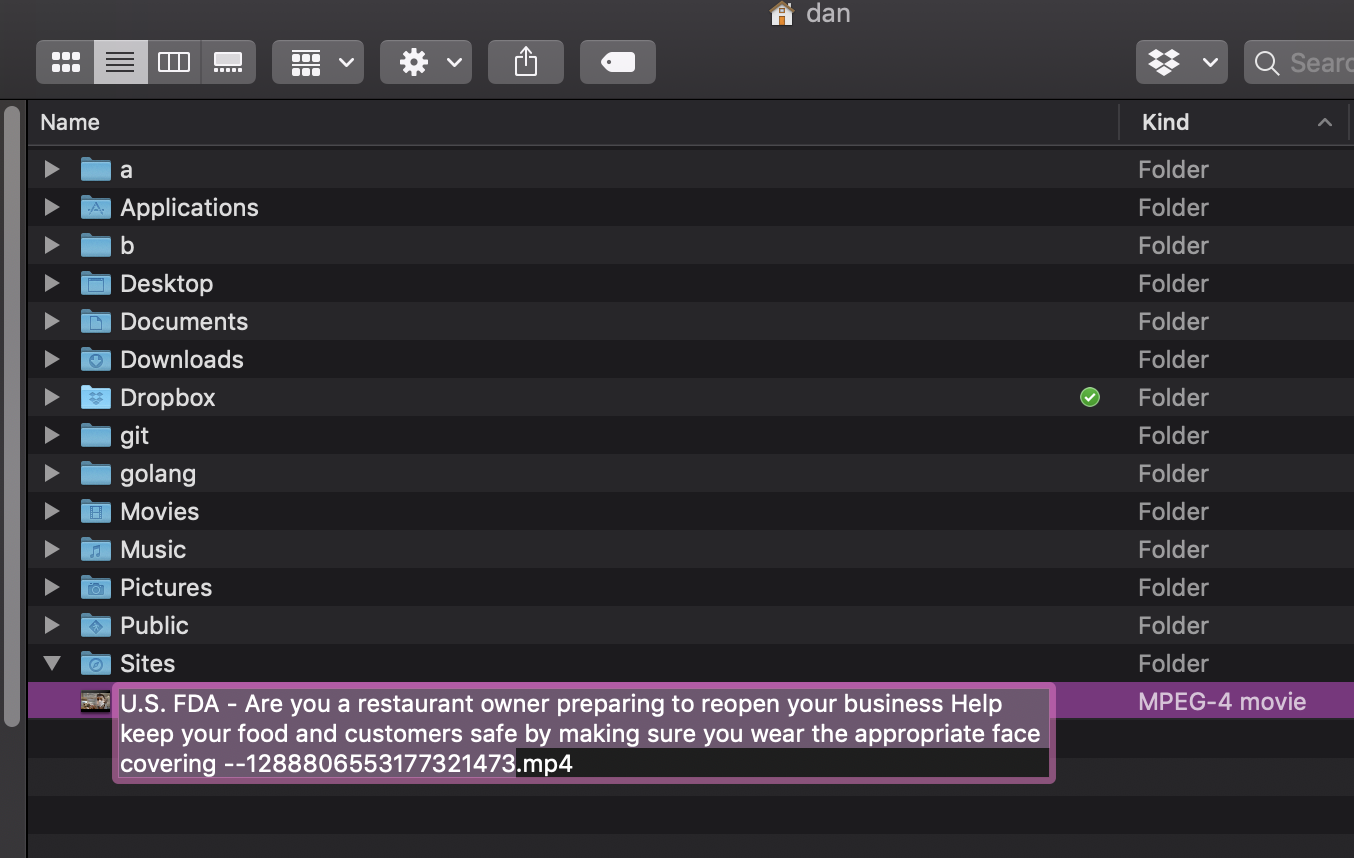 dan
Searc
Name Kind
a Folder
Applications Folder
b Folder
Desktop Folder
Documents Folder
Downloads Folder
Dropbox Folder
git Folder
golang Folder
Movies Folder
Music Folder
Pictures Folder
Public Folder
Sites Folder
U.S. FDA - Are you a restaurant owner preparing to reopen your business Help MPEG-4 movie
keep your food and customers safe by making sure you wear the appropriate face
covering --1288806553177321473.mp4